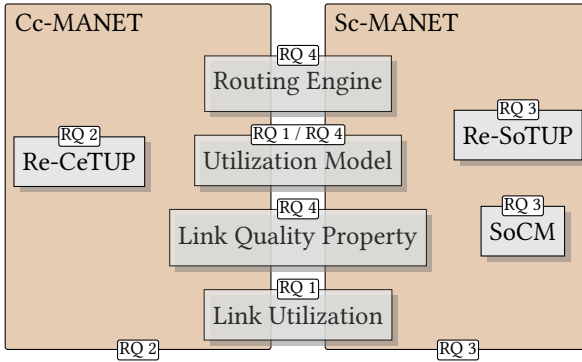 Cc-MANET
Sc-MANET
RQ 4
Routing Engine
RQ 2
Re-CeTUP
RQ 1 / RQ 4
Utilization Model
RQ 3
Re-SoTUP
RQ 4
Link Quality Property
RQ 3
SoCM
RQ 1
Link Utilization
RQ 2
RQ 3